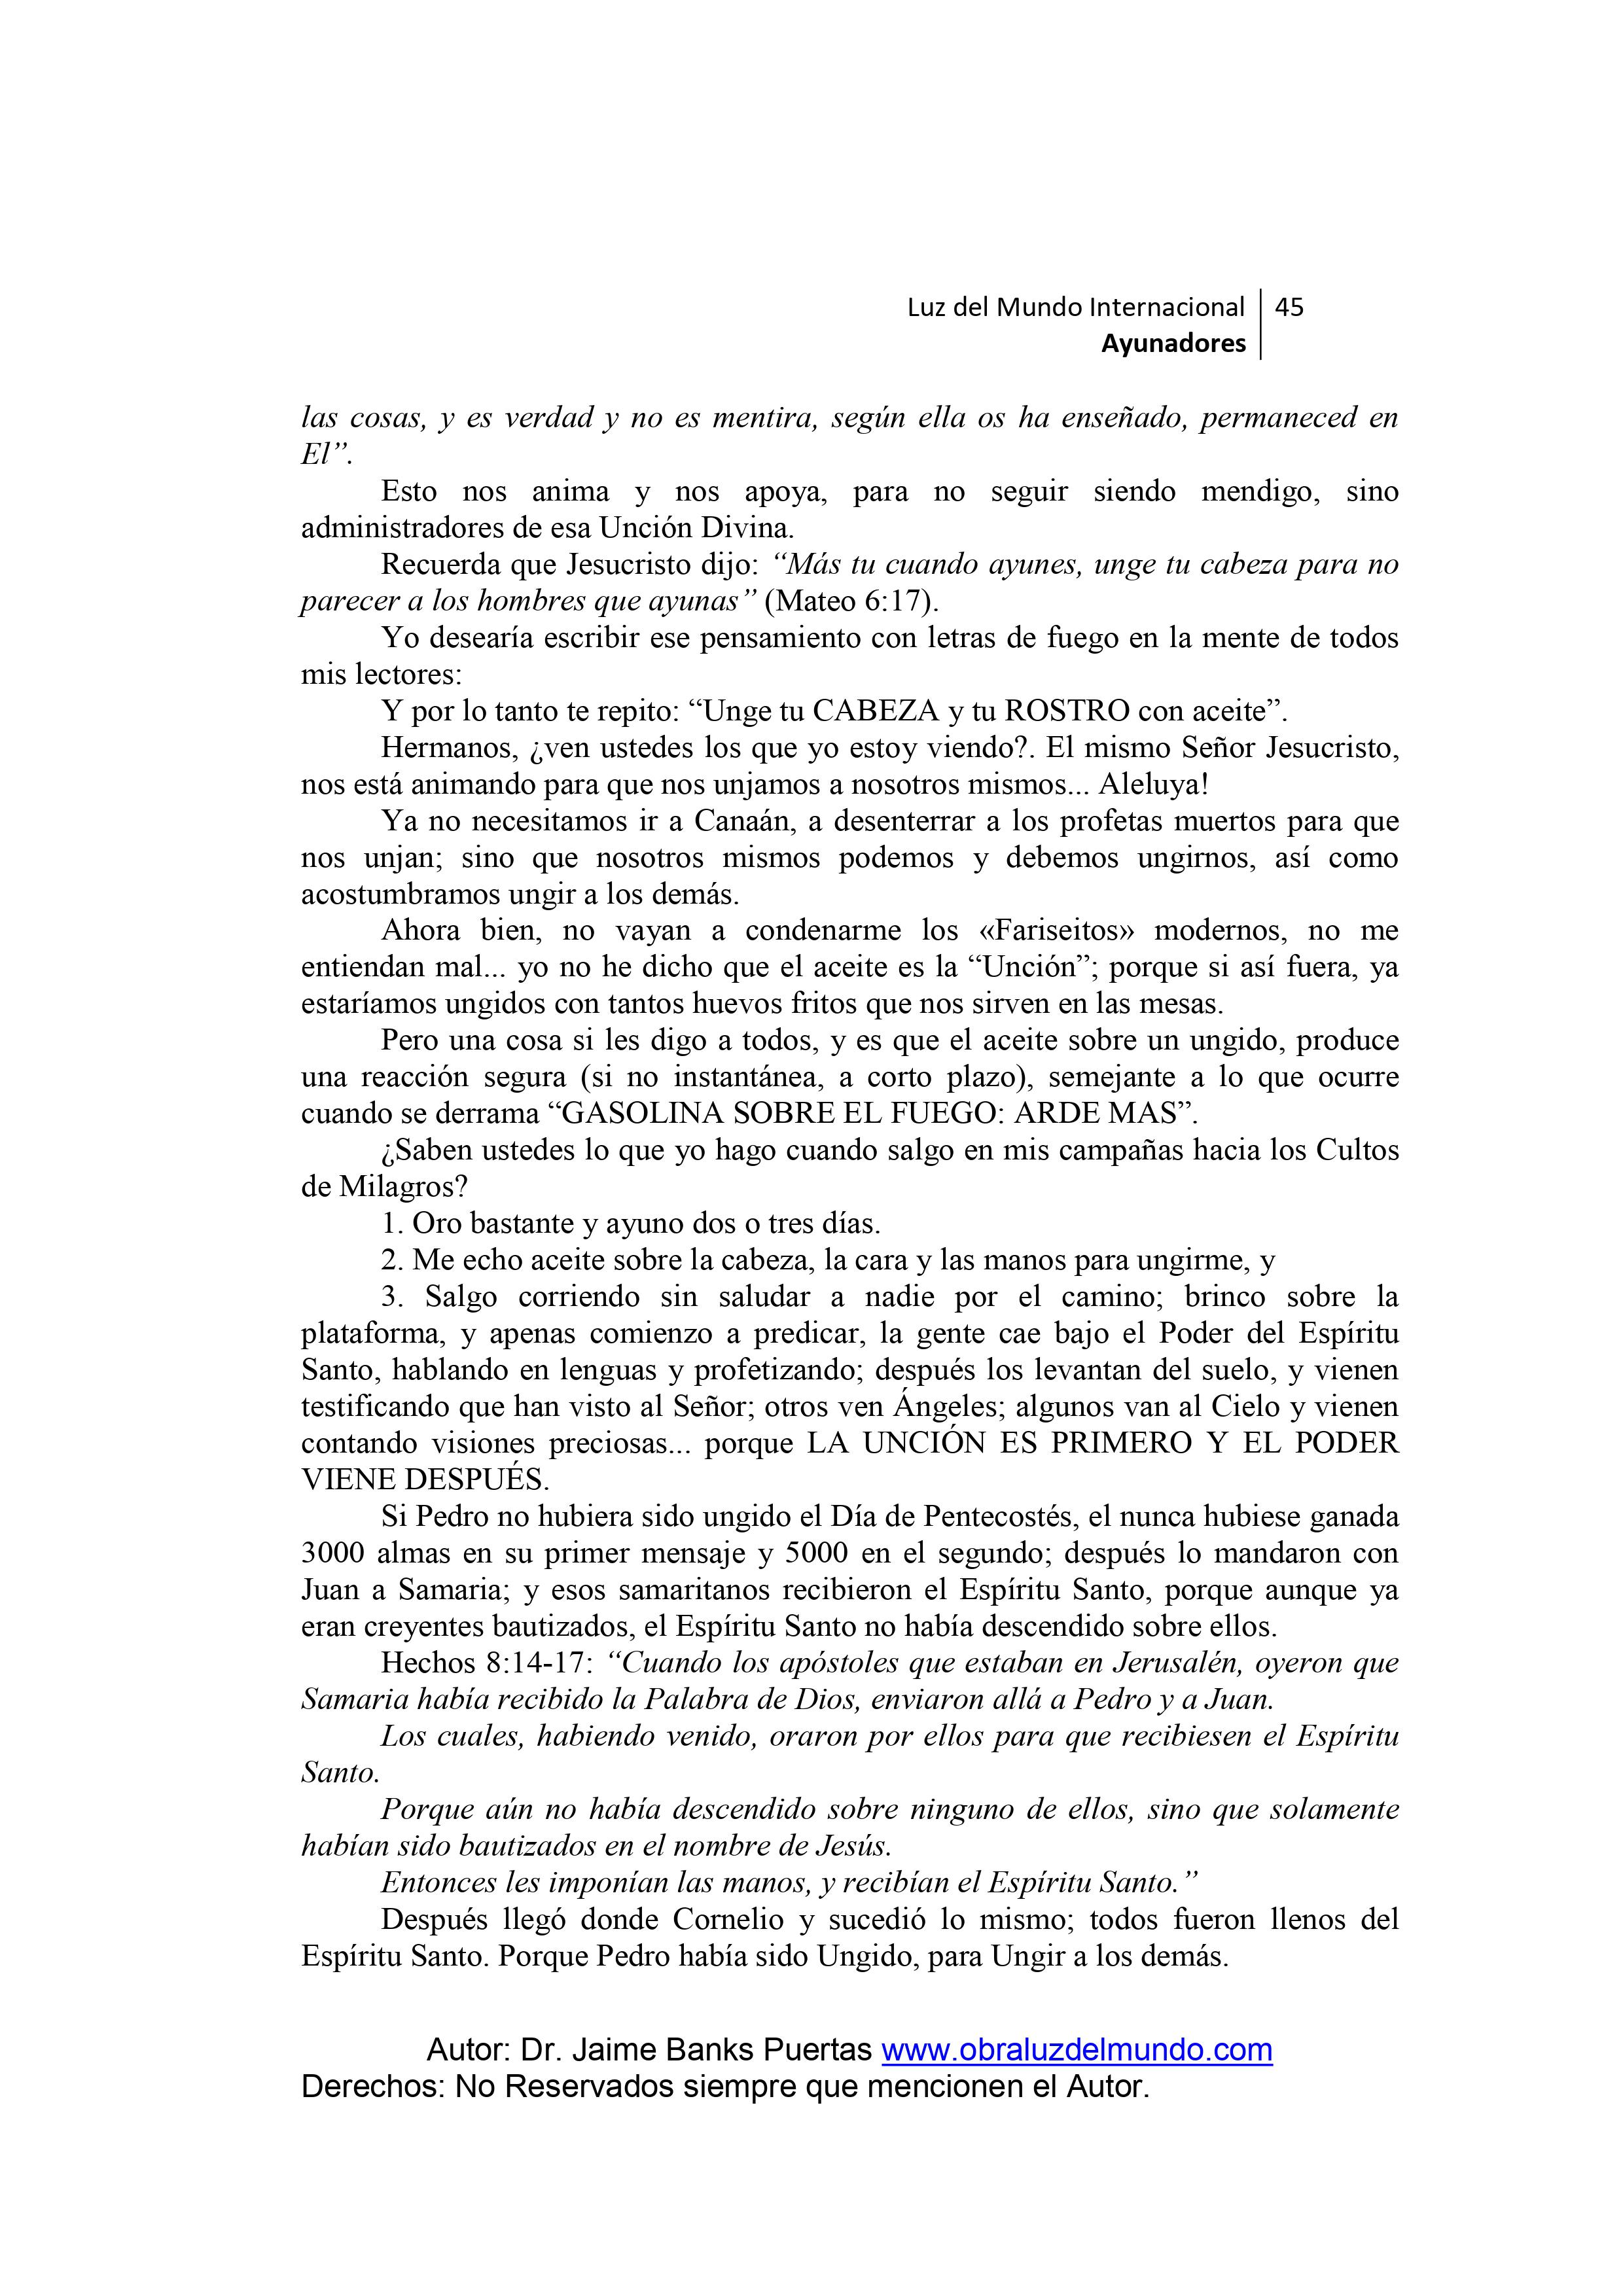 Luz del Mundo Internacional 45
Ayunadores
las cosas, y es verdad y no es mentira, según ella os ha enseñado, permaneced en
El”.
Esto nos anima y nos apoya, para no seguir siendo mendigo, sino
administradores de esa Unción Divina.
Recuerda que Jesucristo dijo: “Más tu cuando ayunes, unge tu cabeza para no
parecer a los hombres que ayunas” (Mateo 6:17).
Yo desearía escribir ese pensamiento con letras de fuego en la mente de todos
mis lectores:
Y por lo tanto te repito: “Unge tu CABEZA y tu ROSTRO con aceite”.
Hermanos, ¿ven ustedes los que yo estoy viendo?. El mismo Señor Jesucristo,
nos está animando para que nos unjamos a nosotros mismos... Aleluya!
Ya no necesitamos ir a Canaán, a desenterrar a los profetas muertos para que
nos unjan; sino que nosotros mismos podemos y debemos ungirnos, así como
acostumbramos ungir a los demás.
Ahora bien, no vayan a condenarme los «Fariseitos» modernos, no me
entiendan mal... yo no he dicho que el aceite es la “Unción”; porque si así fuera, ya
estaríamos ungidos con tantos huevos fritos que nos sirven en las mesas.
Pero una cosa si les digo a todos, y es que el aceite sobre un ungido, produce
una reacción segura (si no instantánea, a corto plazo), semejante a lo que ocurre
cuando se derrama “GASOLINA SOBRE EL FUEGO: ARDE MAS”.
¿Saben ustedes lo que yo hago cuando salgo en mis campañas hacia los Cultos
de Milagros?
1. Oro bastante y ayuno dos o tres días.
2. Me echo aceite sobre la cabeza, la cara y las manos para ungirme, y
3. Salgo corriendo sin saludar a nadie por el camino; brinco sobre la
plataforma, y apenas comienzo a predicar, la gente cae bajo el Poder del Espíritu
Santo, hablando en lenguas y profetizando; después los levantan del suelo, y vienen
testificando que han visto al Señor; otros ven Ángeles; algunos van al Cielo y vienen
contando visiones preciosas... porque LA UNCIÓN ES PRIMERO Y EL PODER
VIENE DESPUÉS.
Si Pedro no hubiera sido ungido el Día de Pentecostés, el nunca hubiese ganada
3000 almas en su primer mensaje y 5000 en el segundo; después lo mandaron con
Juan a Samaria; y esos samaritanos recibieron el Espíritu Santo, porque aunque ya
eran creyentes bautizados, el Espíritu Santo no había descendido sobre ellos.
Hechos 8:14-17: “Cuando los apóstoles que estaban en Jerusalén, oyeron que
Samaria había recibido la Palabra de Dios, enviaron allá a Pedro y a Juan.
Los cuales, habiendo venido, oraron por ellos para que recibiesen el Espíritu
Santo.
Porque aún no había descendido sobre ninguno de ellos, sino que solamente
habían sido bautizados en el nombre de Jesús.
Entonces les imponían las manos, y recibían el Espíritu Santo.”
Después llegó donde Cornelio y sucedió lo mismo; todos fueron llenos del
Espíritu Santo. Porque Pedro había sido Ungido, para Ungir a los demás.
Autor: Dr. Jaime Banks Puertas www.obraluzdelmundo.com
Derechos: No Reservados siempre que mencionen el Autor.